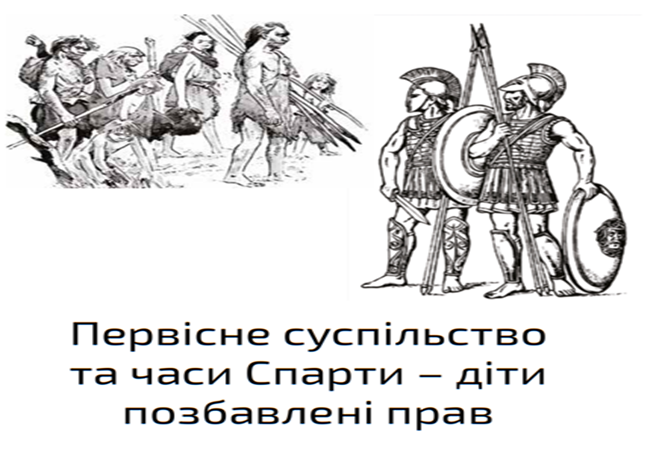 Первісне суспільство
та часи Спарти – діти
позбавлені прав